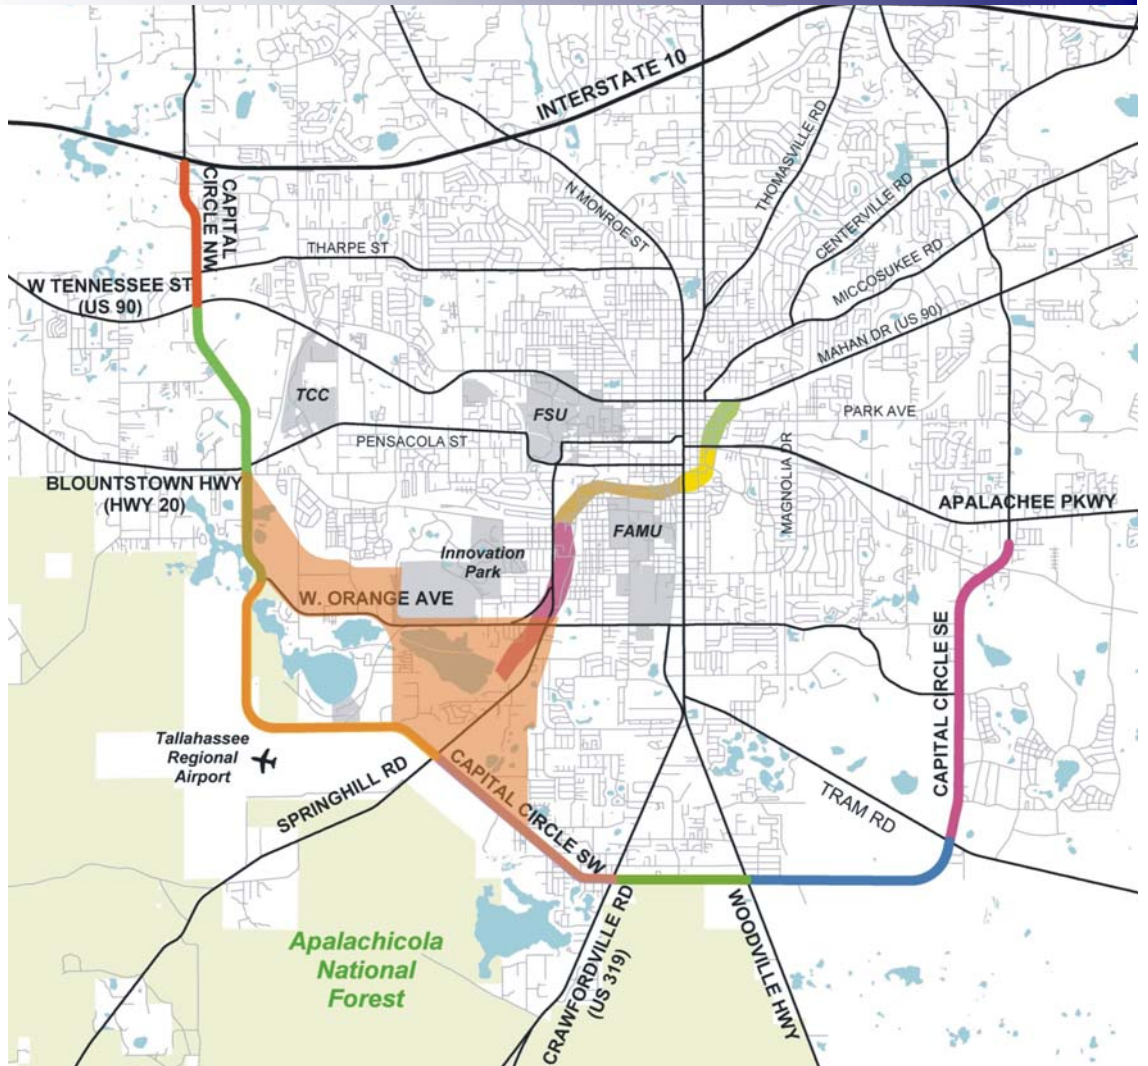 INTERSTATE 10
CAPITAL
CIRCLE NW
THOMASVILLE RD
N MONROE ST
CENTERVILLE RD
THARPE ST
MICCOSUKEE RD
W TENNESSEE ST
(US 90)
MAHAN DR (US 90)
TCC
FSU
PARK AVE
PENSACOLA ST
MAGNOLIA DR
BLOUNTSTOWN HWY
(HWY 20)
APALACHEE PKWY
FAMU
Innovation
Park
W. ORANGE AVE
CAPITAL CIRCLE SE
Tallahassee
Regional
Airport
SPRINGHILL RD
CAPITAL CIRCLE SW
TRAM RD
Apalachicola
National
Forest
CRAWFORDVILLE RD
(US 319)
WOODVILLE HWY